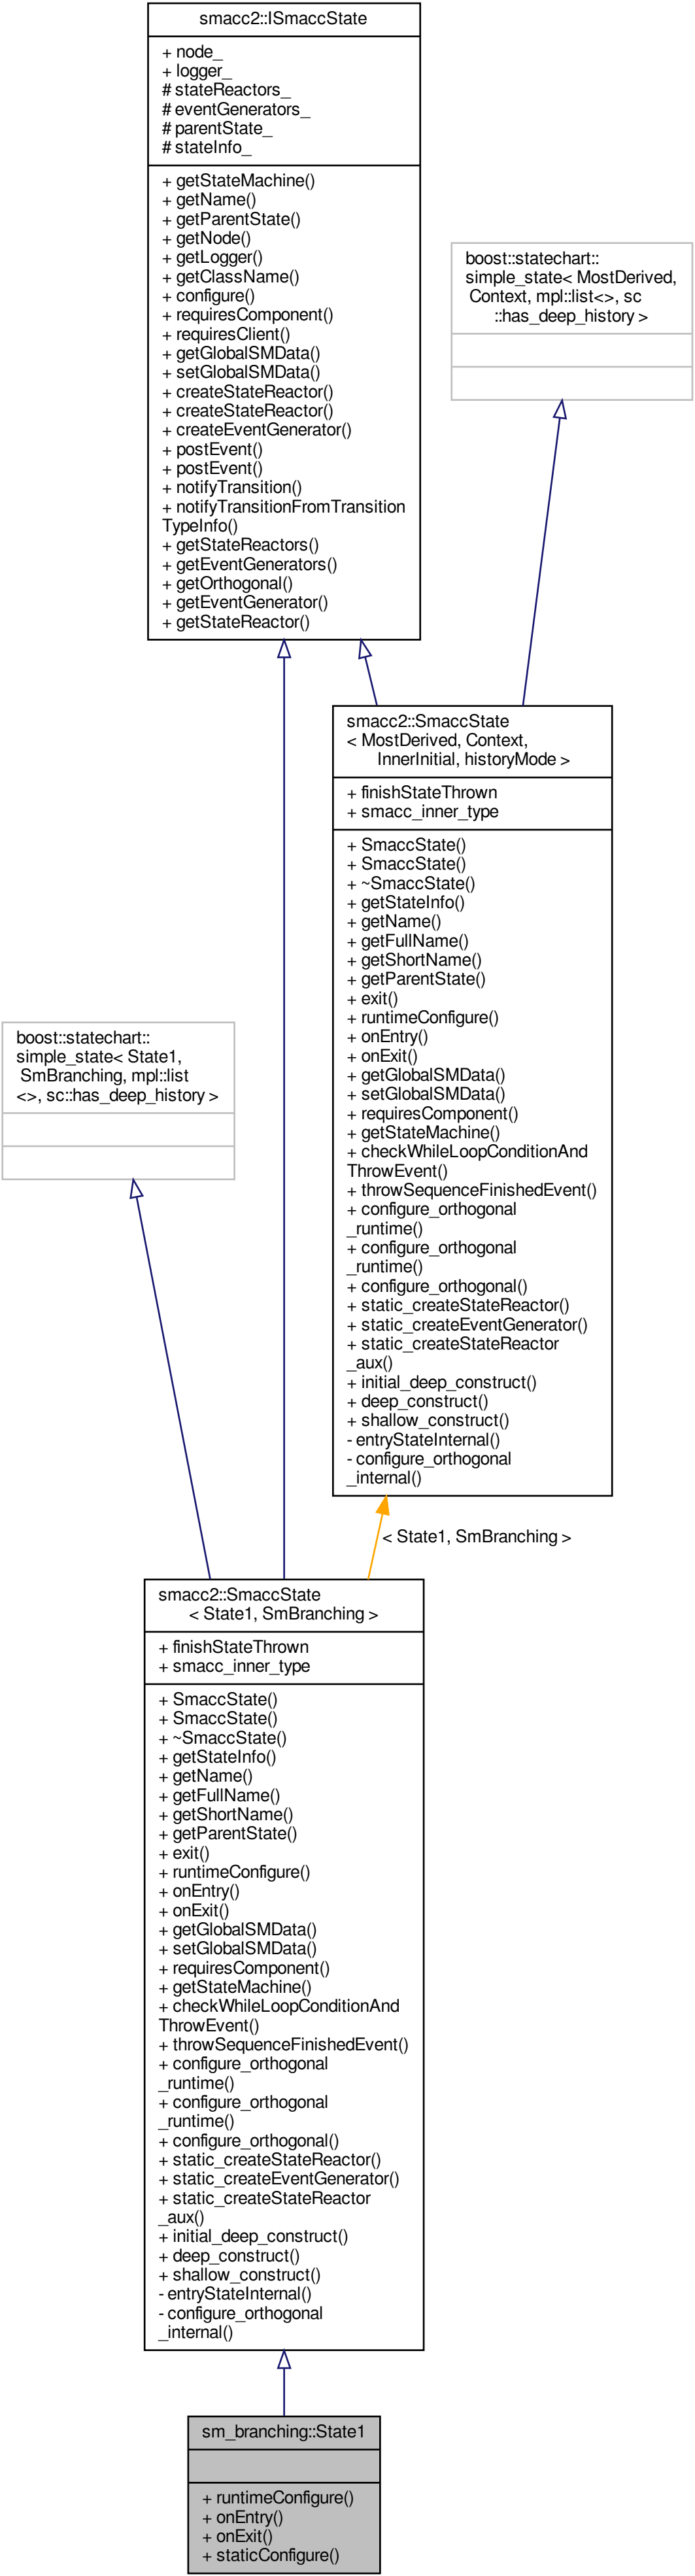 smacc2::ISmaccState
+ node_
+ logger_
# stateReactors_
# eventGenerators_
# parentState_
# stateInfo_
+ getStateMachine()
+ getName()
+ getParentState()
+ getNode()
+ getLogger()
+ getClassName()
+ configure()
+ requiresComponent()
+ requiresClient()
+ getGlobalSMData()
+ setGlobalSMData()
+ createStateReactor()
+ createStateReactor()
+ createEventGenerator()
+ postEvent()
+ postEvent()
+ notifyTransition()
+ notifyTransitionFromTransition
TypeInfo()
+ getStateReactors()
+ getEventGenerators()
+ getOrthogonal()
+ getEventGenerator()
+ getStateReactor()
boost::statechart::
simple_state< MostDerived,
Context, mpl::list<>, sc
::has_deep_history >
smacc2::SmaccState
< MostDerived, Context,
InnerInitial, historyMode >
+ finishStateThrown
+ smacc_inner_type
+ SmaccState()
+ SmaccState()
+ ~SmaccState()
+ getStateInfo()
+ getName()
+ getFullName()
+ getShortName()
+ getParentState()
+ exit()
+ runtimeConfigure()
+ onEntry()
+ onExit()
+ getGlobalSMData()
+ setGlobalSMData()
+ requiresComponent()
+ getStateMachine()
+ checkWhileLoopConditionAnd
ThrowEvent()
+ throwSequenceFinishedEvent()
+ configure_orthogonal
_runtime()
+ configure_orthogonal
_runtime()
+ configure_orthogonal()
+ static_createStateReactor()
+ static_createEventGenerator()
+ static_createStateReactor
_aux()
+ initial_deep_construct()
+ deep_construct()
+ shallow_construct()
- entryStateInternal()
- configure_orthogonal
_internal()
boost::statechart::
simple_state< State1,
SmBranching, mpl::list
<>, sc::has_deep_history >
< State1, SmBranching >
smacc2::SmaccState
< State1, SmBranching >
+ finishStateThrown
+ smacc_inner_type
+ SmaccState()
+ SmaccState()
+ ~SmaccState()
+ getStateInfo()
+ getName()
+ getFullName()
+ getShortName()
+ getParentState()
+ exit()
+ runtimeConfigure()
+ onEntry()
+ onExit()
+ getGlobalSMData()
+ setGlobalSMData()
+ requiresComponent()
+ getStateMachine()
+ checkWhileLoopConditionAnd
ThrowEvent()
+ throwSequenceFinishedEvent()
+ configure_orthogonal
_runtime()
+ configure_orthogonal
_runtime()
+ configure_orthogonal()
+ static_createStateReactor()
+ static_createEventGenerator()
+ static_createStateReactor
_aux()
+ initial_deep_construct()
+ deep_construct()
+ shallow_construct()
- entryStateInternal()
- configure_orthogonal
_internal()
sm_branching::State1
+ runtimeConfigure()
+ onEntry()
+ onExit()
+ staticConfigure()